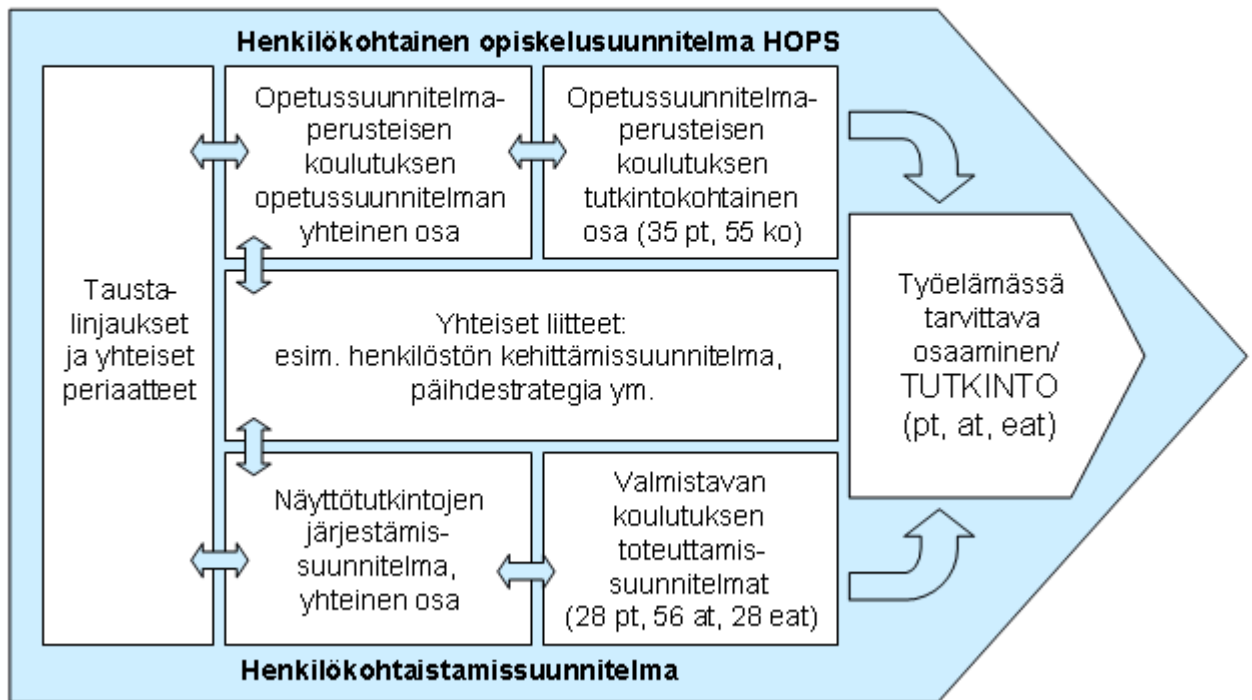 Henkilökohtainen opiskelusuunnitelma HOPS
Tausta-
linjaukset
ja yhteiset
periaatteet
Opetussuunnitelma-
perusteisen
koulutuksen
opetussuunnitelman
yhteinen osa
Opetussuunnitelma-
perusteisen
koulutuksen
tutkintokohtainen
osa (35 pt, 55 ko)
Yhteiset liitteet:
esim. henkilöstön kehittämissuunnitelma,
päihdestrategia ym.
Näyttötutkintojen
järjestämis-
suunnitelma,
yhteinen osa
Valmistavan
koulutuksen
toteuttamis-
suunnitelmat
(28 pt, 56 at, 28 eat)
Työelämässä
tarvittava
osaaminen/
TUTKINTO
(pt, at, eat)
Henkilökohtaistamissuunnitelma